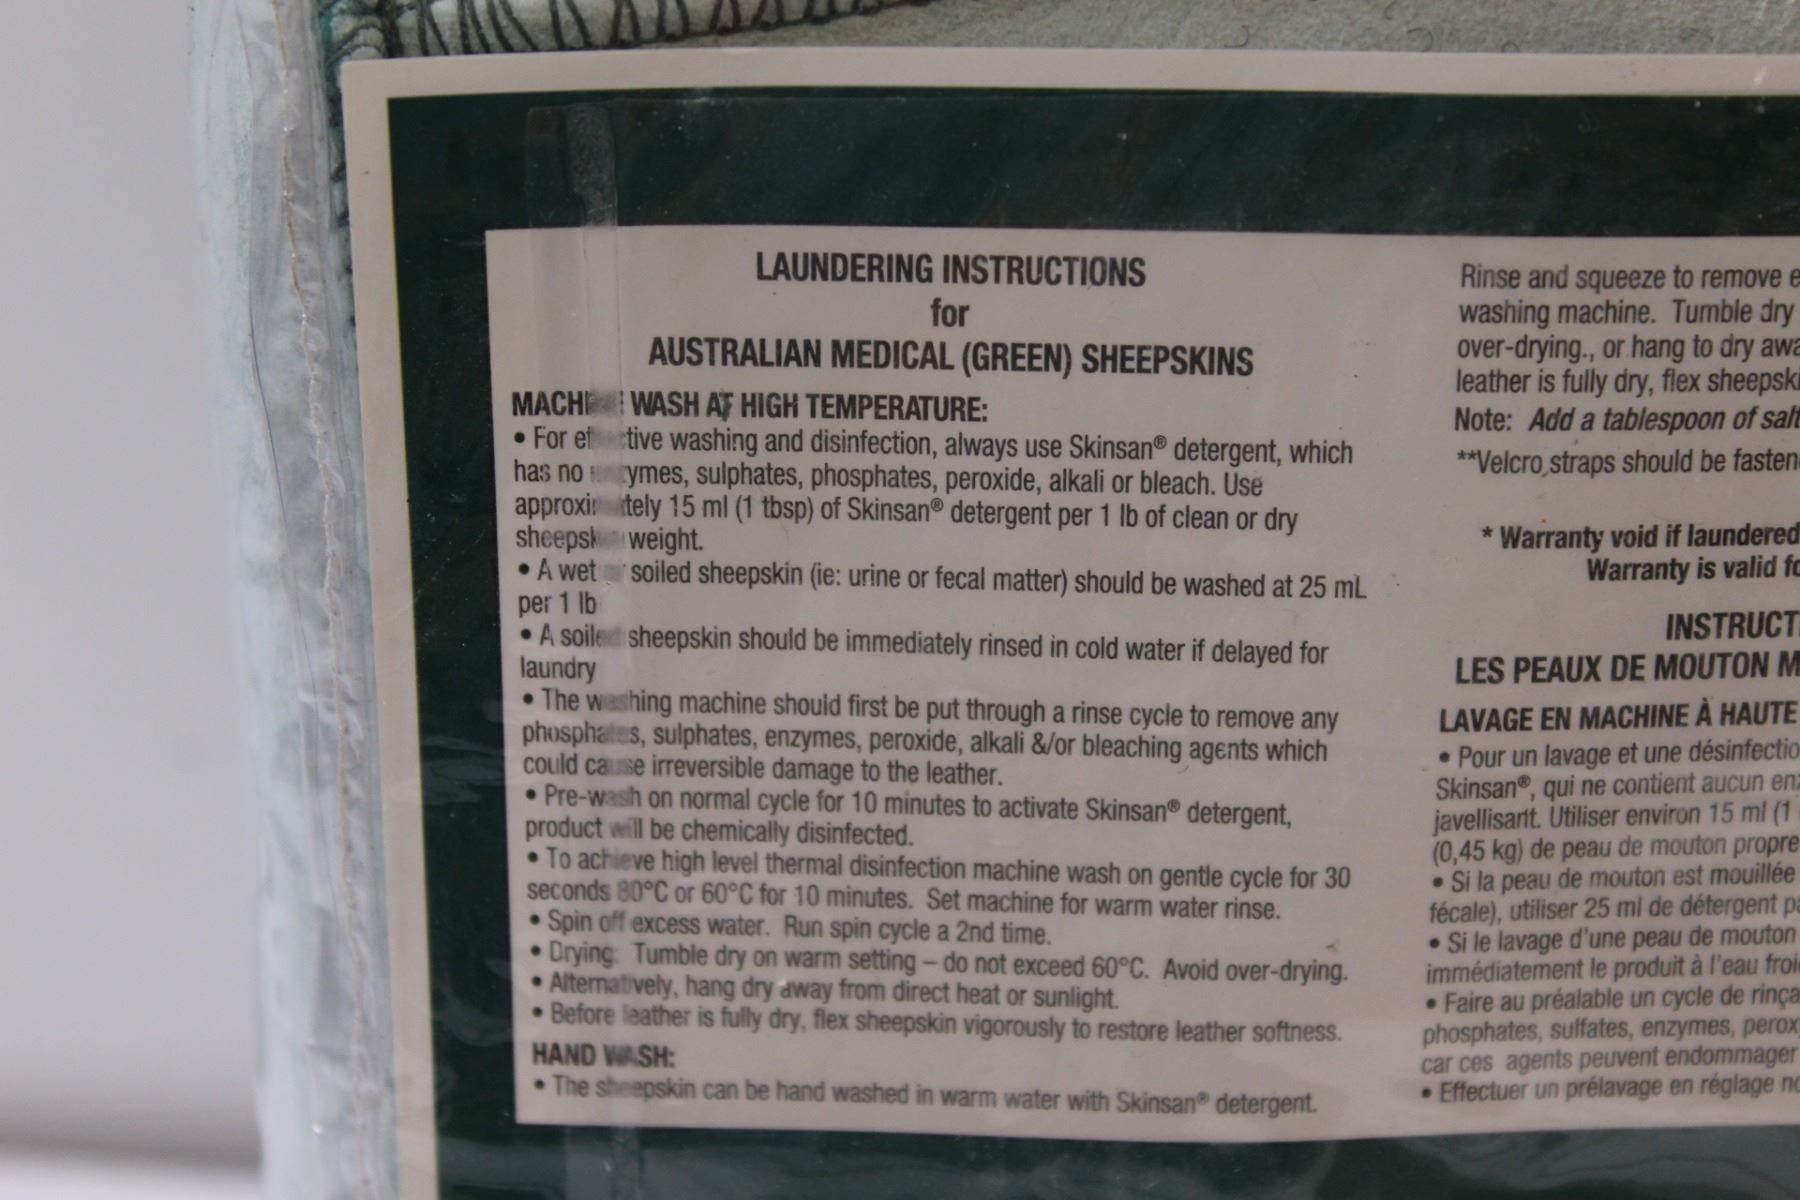 LAUNDERING INSTRUCTIONS
for
AUSTRALIAN MEDICAL (GREEN) SHEEPSKINS
MACHINE WASH AT HIGH TEMPERATURE:
• For effective washing and disinfection, always use Skinsan® detergent, which
has no enzymes, sulphates, phosphates, peroxide, alkali or bleach. Use
approximately 15 ml (1 tbsp) of Skinsan® detergent per 1 lb of clean or dry
sheepskin weight.
• A wet or soiled sheepskin (ie: urine or fecal matter) should be washed at 25 mL
per 1 lb
• A soiled sheepskin should be immediately rinsed in cold water if delayed for
laundry
• The washing machine should first be put through a rinse cycle to remove any
phosphates, sulphates, enzymes, peroxide, alkali &/or bleaching agents which
could cause irreversible damage to the leather.
• Pre-wash on normal cycle for 10 minutes to activate Skinsan® detergent,
product will be chemically disinfected.
• To achieve high level thermal disinfection machine wash on gentle cycle for 30
seconds 80°C or 60°C for 10 minutes. Set machine for warm water rinse.
• Spin off excess water. Run spin cycle a 2nd time.
• Drying: Tumble dry on warm setting – do not exceed 60°C. Avoid over-drying.
• Alternatively, hang dry away from direct heat or sunlight.
• Before leather is fully dry, flex sheepskin vigorously to restore leather softness.
HAND WASH:
• The sheepskin can be hand washed in warm water with Skinsan® detergent.
Rinse and squeeze to remove
washing machine. Tumble dry
over-drying., or hang to dry
leather is fully dry, flex
Note: Add a tablespoon of salt
**Velcro straps should be
* Warranty void if laundered
Warranty is valid
LES PEAUX DE MOUTON
LAVAGE EN MACHINE À HAUTE
• Pour un lavage et une
Skinsan®, qui ne contient aucun
javellisant. Utiliser environ 15 ml (1
(0,45 kg) de peau de mouton propre
• Si la peau de mouton est mouillée
fécale), utiliser 25 ml de détergent
• Si le lavage d'une peau de mouton
immédiatement le produit à l'eau
• Faire au préalable un cycle de
phosphates, sulfates, enzymes,
car ces agents peuvent endommager
• Effectuer un prélavage en réglage